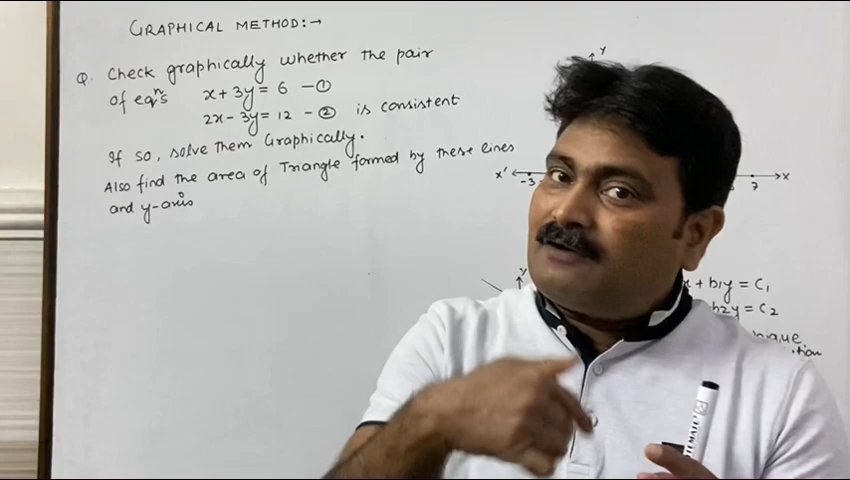 GRAPHICAL METHOD:→
Q. Check graphically whether the pair
of eqⁿs x + 3y = 6 — ①
2x - 3y = 12 - ② is consistent
If so, solve them Graphically.
Also find the area of Triangle formed by these lines
and y-axis
Y
X' -3 7 X
Y
+ b1y = C1
b2y = C2